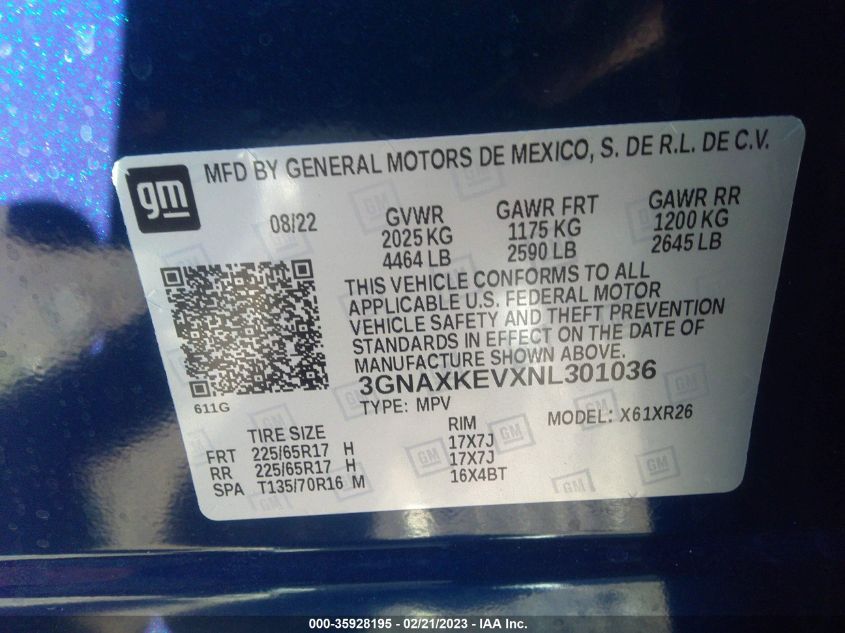 gm
MFD BY GENERAL MOTORS DE MEXICO, S. DE R.L. DE C.V.
08/22 GVWR GAWR FRT GAWR RR
2025 KG 1175 KG 1200 KG
4464 LB 2590 LB 2645 LB
THIS VEHICLE CONFORMS TO ALL
APPLICABLE U.S. FEDERAL MOTOR
VEHICLE SAFETY AND THEFT PREVENTION
STANDARDS IN EFFECT ON THE DATE OF
MANUFACTURE SHOWN ABOVE.
3GNAXKEVXNL301036
611G
TYPE: MPV MODEL: X61XR26
TIRE SIZE RIM
FRT 225/65R17 H 17X7J
RR 225/65R17 H 17X7J
SPA T135/70R16 M 16X4BT
000-35928195 - 02/21/2023 - IAA Inc.